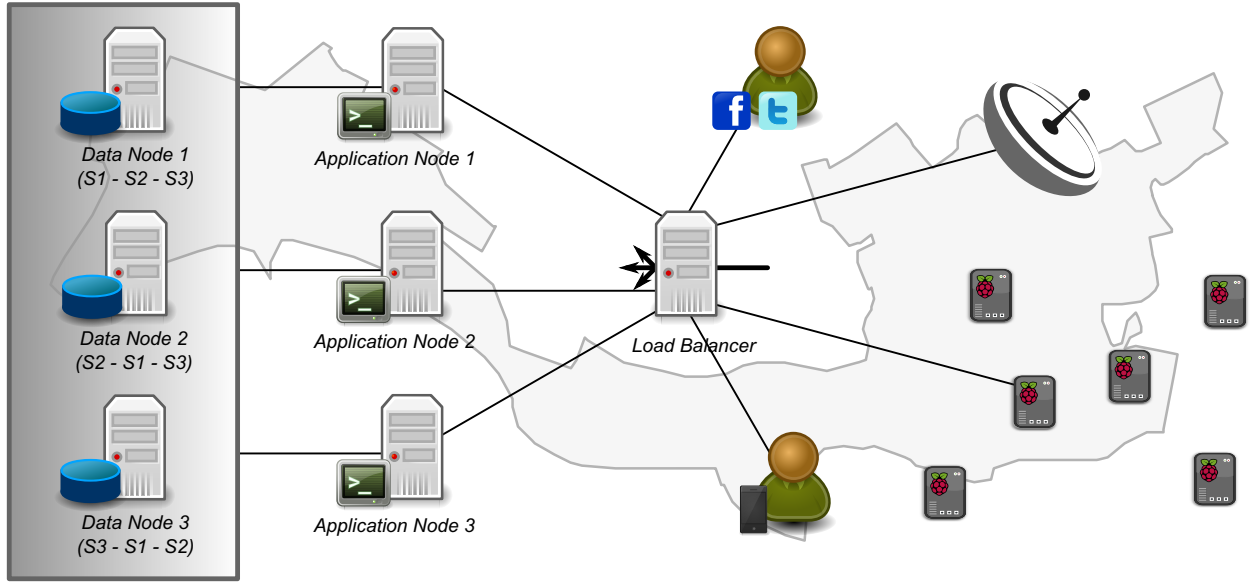 Data Node 1
(S1 - S2 - S3)
Application Node 1
>_
f
t
Data Node 2
(S2 - S1 - S3)
Application Node 2
>_
Load Balancer
Data Node 3
(S3 - S1 - S2)
Application Node 3
>_